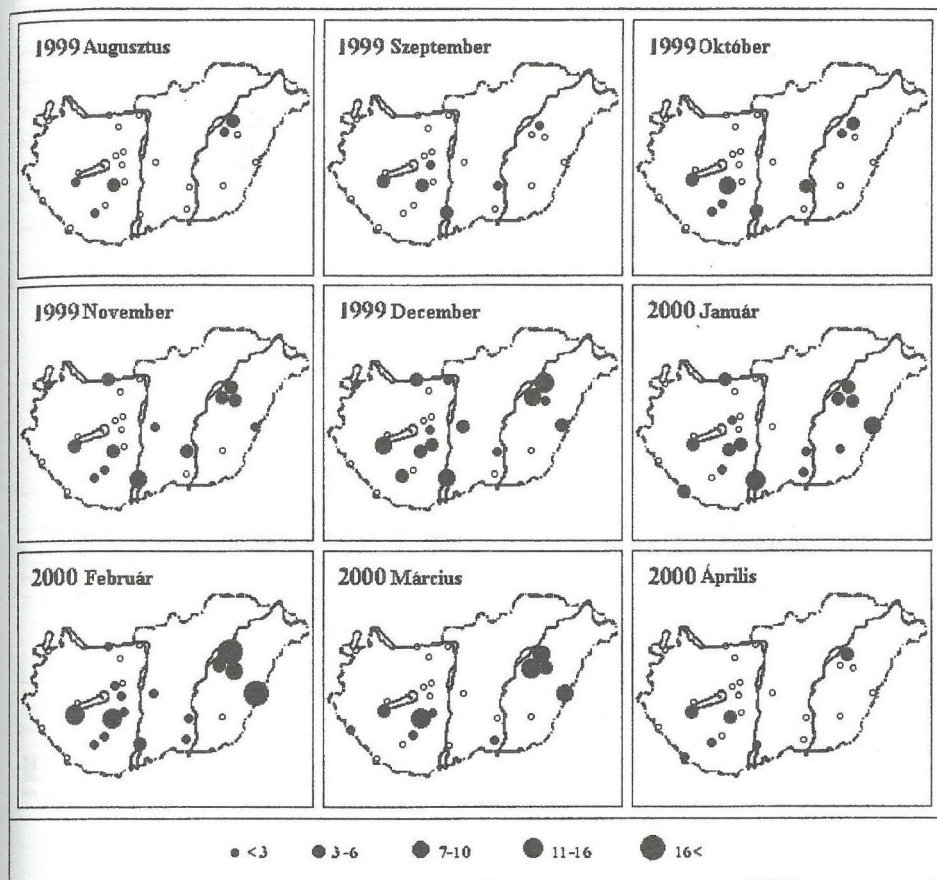 1999 Augusztus
1999 Szeptember
1999 Október
1999 November
1999 December
2000 Január
2000 Február
2000 Március
2000 Április
<3 3-6 7-10 11-16 16<